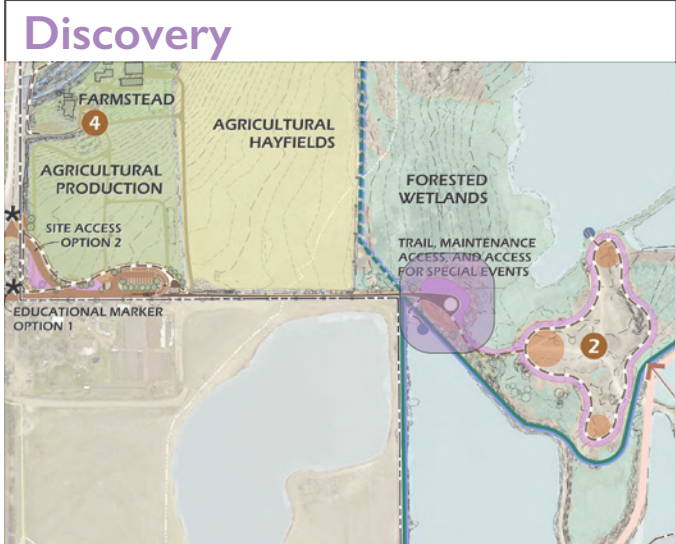 Discovery
FARMSTEAD
4
AGRICULTURAL
HAYFIELDS
AGRICULTURAL
PRODUCTION
FORESTED
WETLANDS
SITE ACCESS
OPTION 2
TRAIL, MAINTENANCE
ACCESS, AND ACCESS
FOR SPECIAL EVENTS
EDUCATIONAL MARKER
OPTION 1
2